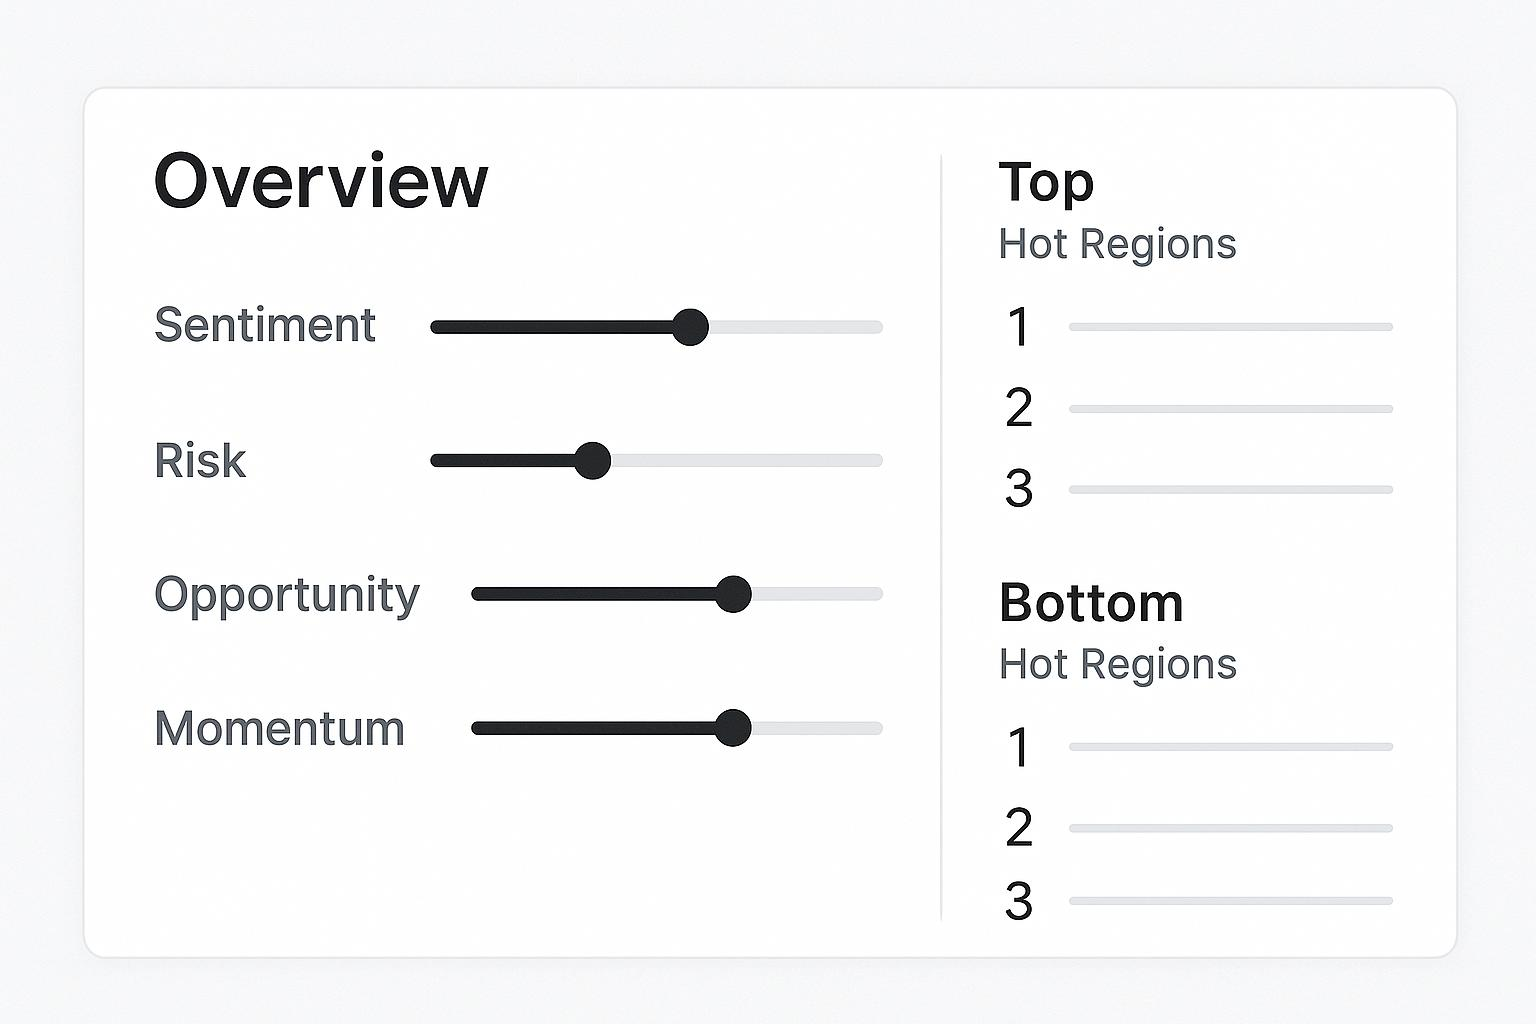 Overview
Sentiment
Risk
Opportunity
Momentum
Top
Hot Regions
1
2
3
Bottom
Hot Regions
1
2
3